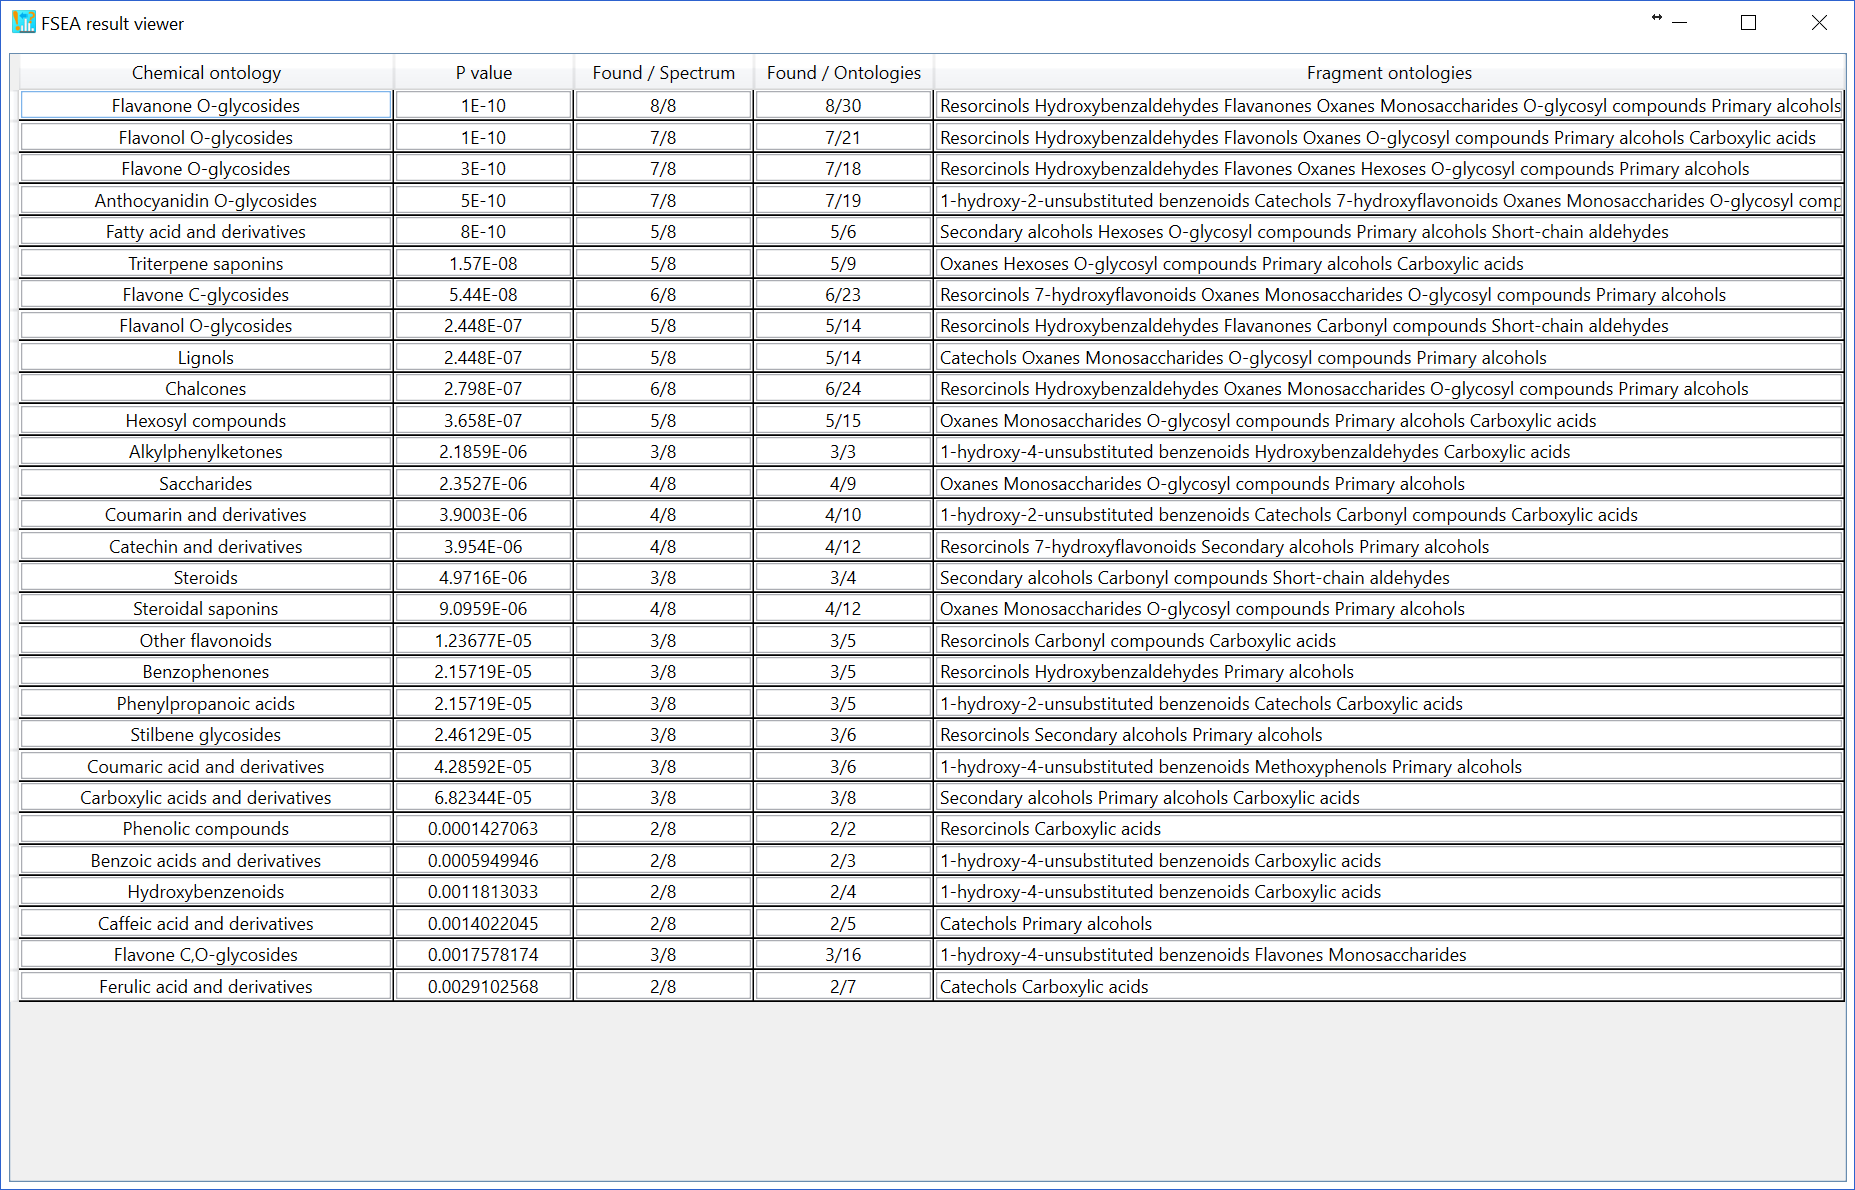 FSEA result viewer
Chemical ontology P value Found / Spectrum Found / Ontologies Fragment ontologies
Flavanone O-glycosides 1E-10 8/8 8/30 Resorcinols Hydroxybenzaldehydes Flavanones Oxanes Monosaccharides O-glycosyl compounds Primary alcohols
Flavonol O-glycosides 1E-10 7/8 7/21 Resorcinols Hydroxybenzaldehydes Flavonols Oxanes O-glycosyl compounds Primary alcohols Carboxylic acids
Flavone O-glycosides 3E-10 7/8 7/18 Resorcinols Hydroxybenzaldehydes Flavones Oxanes Hexoses O-glycosyl compounds Primary alcohols
Anthocyanidin O-glycosides 5E-10 7/8 7/19 1-hydroxy-2-unsubstituted benzenoids Catechols 7-hydroxyflavonoids Oxanes Monosaccharides O-glycosyl comp
Fatty acid and derivatives 8E-10 5/8 5/6 Secondary alcohols Hexoses O-glycosyl compounds Primary alcohols Short-chain aldehydes
Triterpene saponins 1.57E-08 5/8 5/9 Oxanes Hexoses O-glycosyl compounds Primary alcohols Carboxylic acids
Flavone C-glycosides 5.44E-08 6/8 6/23 Resorcinols 7-hydroxyflavonoids Oxanes Monosaccharides O-glycosyl compounds Primary alcohols
Flavanol O-glycosides 2.448E-07 5/8 5/14 Resorcinols Hydroxybenzaldehydes Flavanones Carbonyl compounds Short-chain aldehydes
Lignols 2.448E-07 5/8 5/14 Catechols Oxanes Monosaccharides O-glycosyl compounds Primary alcohols
Chalcones 2.798E-07 6/8 6/24 Resorcinols Hydroxybenzaldehydes Oxanes Monosaccharides O-glycosyl compounds Primary alcohols
Hexosyl compounds 3.658E-07 5/8 5/15 Oxanes Monosaccharides O-glycosyl compounds Primary alcohols Carboxylic acids
Alkylphenylketones 2.1859E-06 3/8 3/3 1-hydroxy-4-unsubstituted benzenoids Hydroxybenzaldehydes Carboxylic acids
Saccharides 2.3527E-06 4/8 4/9 Oxanes Monosaccharides O-glycosyl compounds Primary alcohols
Coumarin and derivatives 3.9003E-06 4/8 4/10 1-hydroxy-2-unsubstituted benzenoids Catechols Carbonyl compounds Carboxylic acids
Catechin and derivatives 3.954E-06 4/8 4/12 Resorcinols 7-hydroxyflavonoids Secondary alcohols Primary alcohols
Steroids 4.9716E-06 3/8 3/4 Secondary alcohols Carbonyl compounds Short-chain aldehydes
Steroidal saponins 9.0959E-06 4/8 4/12 Oxanes Monosaccharides O-glycosyl compounds Primary alcohols
Other flavonoids 1.23677E-05 3/8 3/5 Resorcinols Carbonyl compounds Carboxylic acids
Benzophenones 2.15719E-05 3/8 3/5 Resorcinols Hydroxybenzaldehydes Primary alcohols
Phenylpropanoic acids 2.15719E-05 3/8 3/5 1-hydroxy-2-unsubstituted benzenoids Catechols Carboxylic acids
Stilbene glycosides 2.46129E-05 3/8 3/6 Resorcinols Secondary alcohols Primary alcohols
Coumaric acid and derivatives 4.28592E-05 3/8 3/6 1-hydroxy-4-unsubstituted benzenoids Methoxyphenols Primary alcohols
Carboxylic acids and derivatives 6.82344E-05 3/8 3/8 Secondary alcohols Primary alcohols Carboxylic acids
Phenolic compounds 0.0001427063 2/8 2/2 Resorcinols Carboxylic acids
Benzoic acids and derivatives 0.0005949946 2/8 2/3 1-hydroxy-4-unsubstituted benzenoids Carboxylic acids
Hydroxybenzenoids 0.0011813033 2/8 2/4 1-hydroxy-4-unsubstituted benzenoids Carboxylic acids
Caffeic acid and derivatives 0.0014022045 2/8 2/5 Catechols Primary alcohols
Flavone C,O-glycosides 0.0017578174 3/8 3/16 1-hydroxy-4-unsubstituted benzenoids Flavones Monosaccharides
Ferulic acid and derivatives 0.0029102568 2/8 2/7 Catechols Carboxylic acids